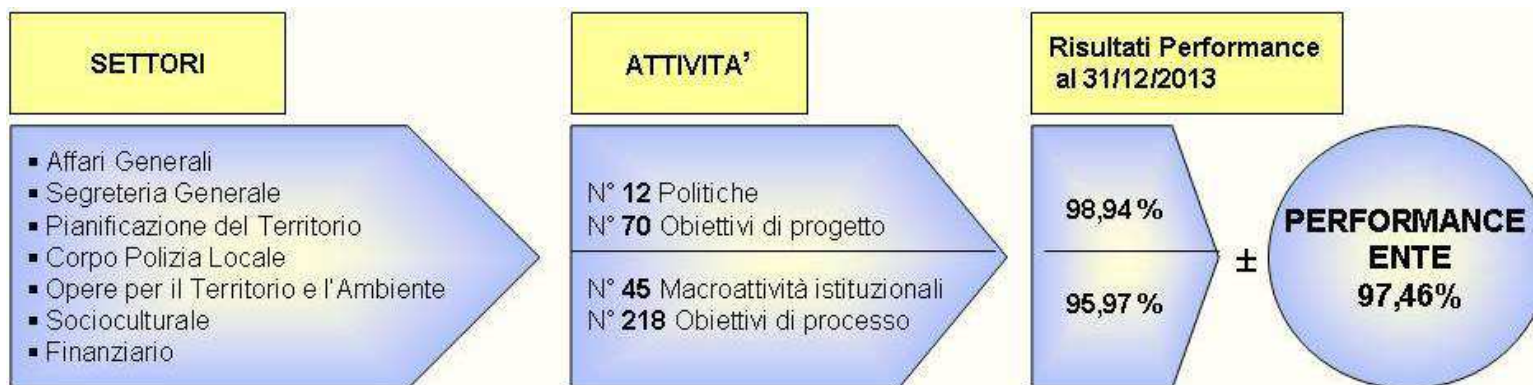 SETTORI
ATTIVITA'
Risultati Performance
al 31/12/2013
▪ Affari Generali
▪ Segreteria Generale
▪ Pianificazione del Territorio
▪ Corpo Polizia Locale
▪ Opere per il Territorio e l'Ambiente
▪ Socioculturale
▪ Finanziario
N° 12 Politiche
N° 70 Obiettivi di progetto
N° 45 Macroattività istituzionali
N° 218 Obiettivi di processo
98,94 %
95,97 %
±
PERFORMANCE
ENTE
97,46%